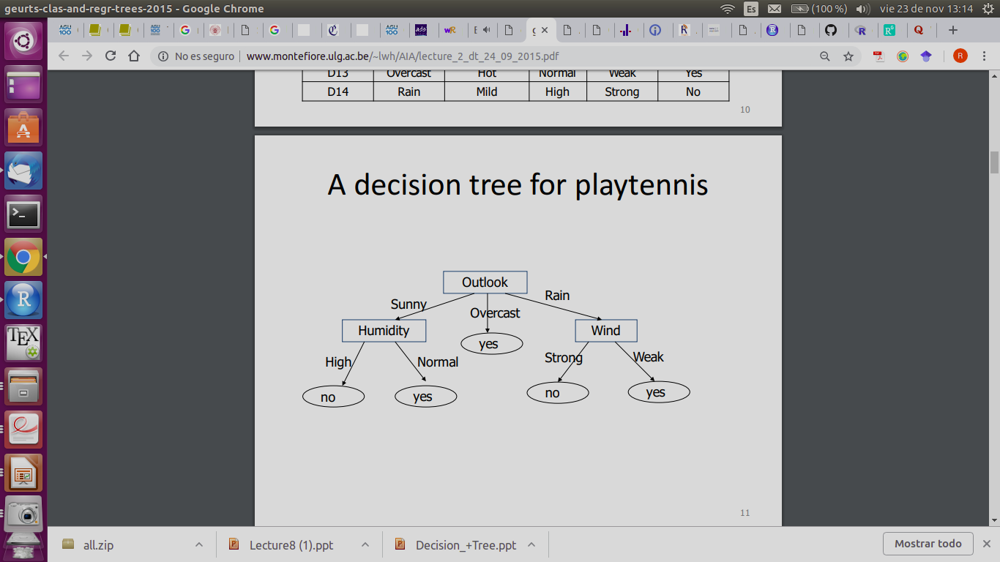 geurts-clas-and-regr-trees-2015 - Google Chrome
Es (100 %) vie 23 de nov 13:14
No es seguro | www.montefiore.ulg.ac.be/~lwh/AIA/lecture_2_dt_24_09_2015.pdf
D13 Overcast Hot Normal Weak Yes
D14 Rain Mild High Strong No
10
A decision tree for playtennis
Outlook
Sunny Overcast Rain
Humidity yes Wind
High Normal Strong Weak
no yes no yes
11
all.zip Lecture8 (1).ppt Decision_+Tree.ppt Mostrar todo